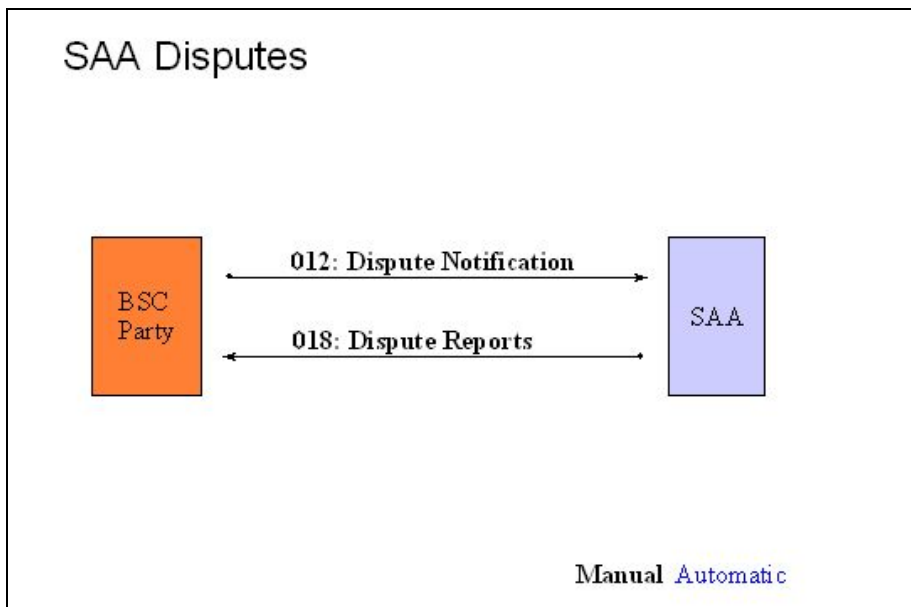 SAA Disputes
012: Dispute Notification
BSC
Party
SAA
018: Dispute Reports
Manual Automatic